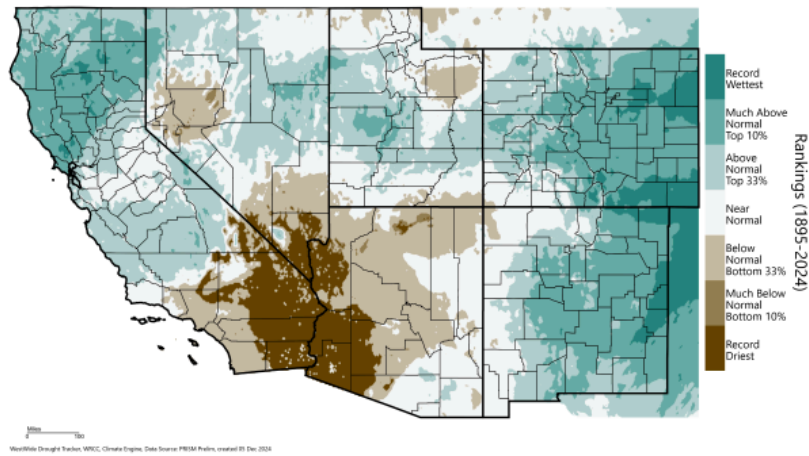 Record
Wettest
Much Above
Normal
Top 10%
Above
Normal
Top 33%
Near
Normal
Below
Normal
Bottom 33%
Much Below
Normal
Bottom 10%
Record
Driest
Rankings (1895-2024)
Miles
0 100
WestWide Drought Tracker, WRCC, Climate Engine, Data Source: PRISM Prelim, created 05 Dec 2024